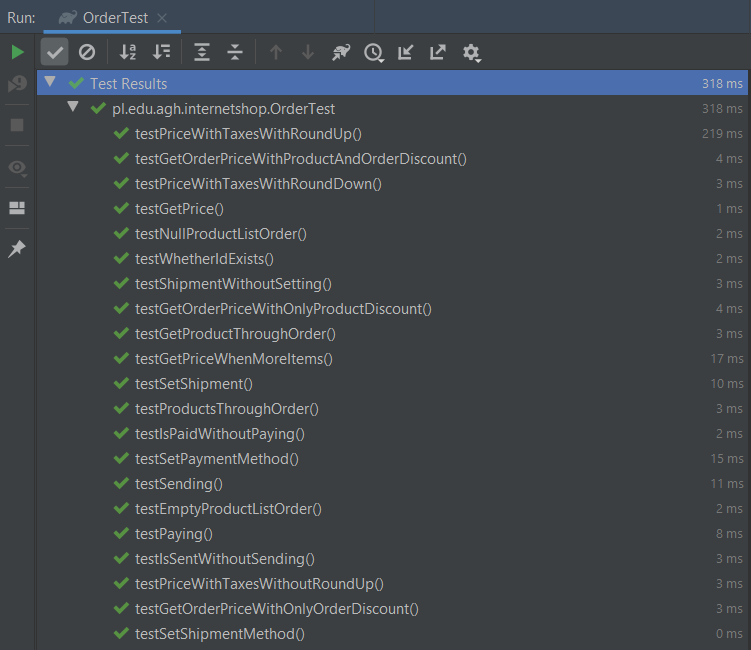 Run: OrderTest
Test Results 318 ms
pl.edu.agh.internetshop.OrderTest 318 ms
testPriceWithTaxesWithRoundUp() 219 ms
testGetOrderPriceWithProductAndOrderDiscount() 4 ms
testPriceWithTaxesWithRoundDown() 3 ms
testGetPrice() 1 ms
testNullProductListOrder() 2 ms
testWhetherIdExists() 2 ms
testShipmentWithoutSetting() 3 ms
testGetOrderPriceWithOnlyProductDiscount() 4 ms
testGetProductThroughOrder() 3 ms
testGetPriceWhenMoreItems() 17 ms
testSetShipment() 10 ms
testProductsThroughOrder() 3 ms
testIsPaidWithoutPaying() 2 ms
testSetPaymentMethod() 15 ms
testSending() 11 ms
testEmptyProductListOrder() 2 ms
testPaying() 8 ms
testIsSentWithoutSending() 3 ms
testPriceWithTaxesWithoutRoundUp() 3 ms
testGetOrderPriceWithOnlyOrderDiscount() 3 ms
testSetShipmentMethod() 0 ms